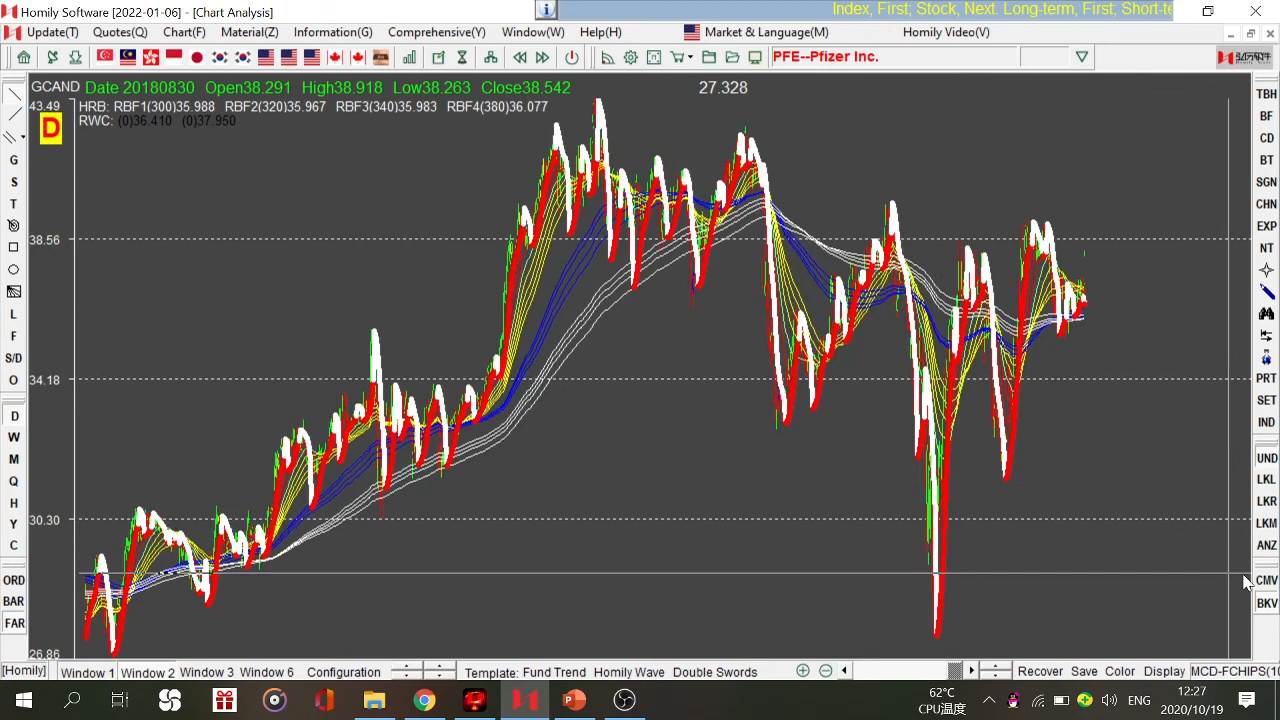 Homily Software [2022-01-06] - [Chart Analysis]
Index, First; Stock, Next. Long-term, First; Short-te
Update(T) Quotes(Z) Chart(F) Material(Z) Information(G) Comprehensive(Y) Window(W) Help(H) Market & Language(M) Homily Video(V)
PFE--Pfizer Inc.
GCAND Date 20180830 Open38.291 High38.918 Low38.263 Close38.542 27.328
43.49 HRB: RBF1(300)35.988 RBF2(320)35.967 RBF3(340)35.983 RBF4(380)36.077
RWC: (0)36.410 (0)37.950
D
38.56
34.18
30.30
26.86
G
S
T
L
F
S/D
O
D
W
M
Q
H
Y
C
ORD
BAR
FAR
TBH
BF
CD
BT
SGN
CHN
EXP
NT
PRT
SET
IND
UND
LKL
LKR
LKM
ANZ
CMV
BKV
[Homily] Window 1 Window 2 Window 3 Window 6 Configuration Template: Fund Trend Homily Wave Double Swords Recover Save Color Display MCD-FCHIPS(1
62°C
CPU温度
ENG
12:27
2020/10/19